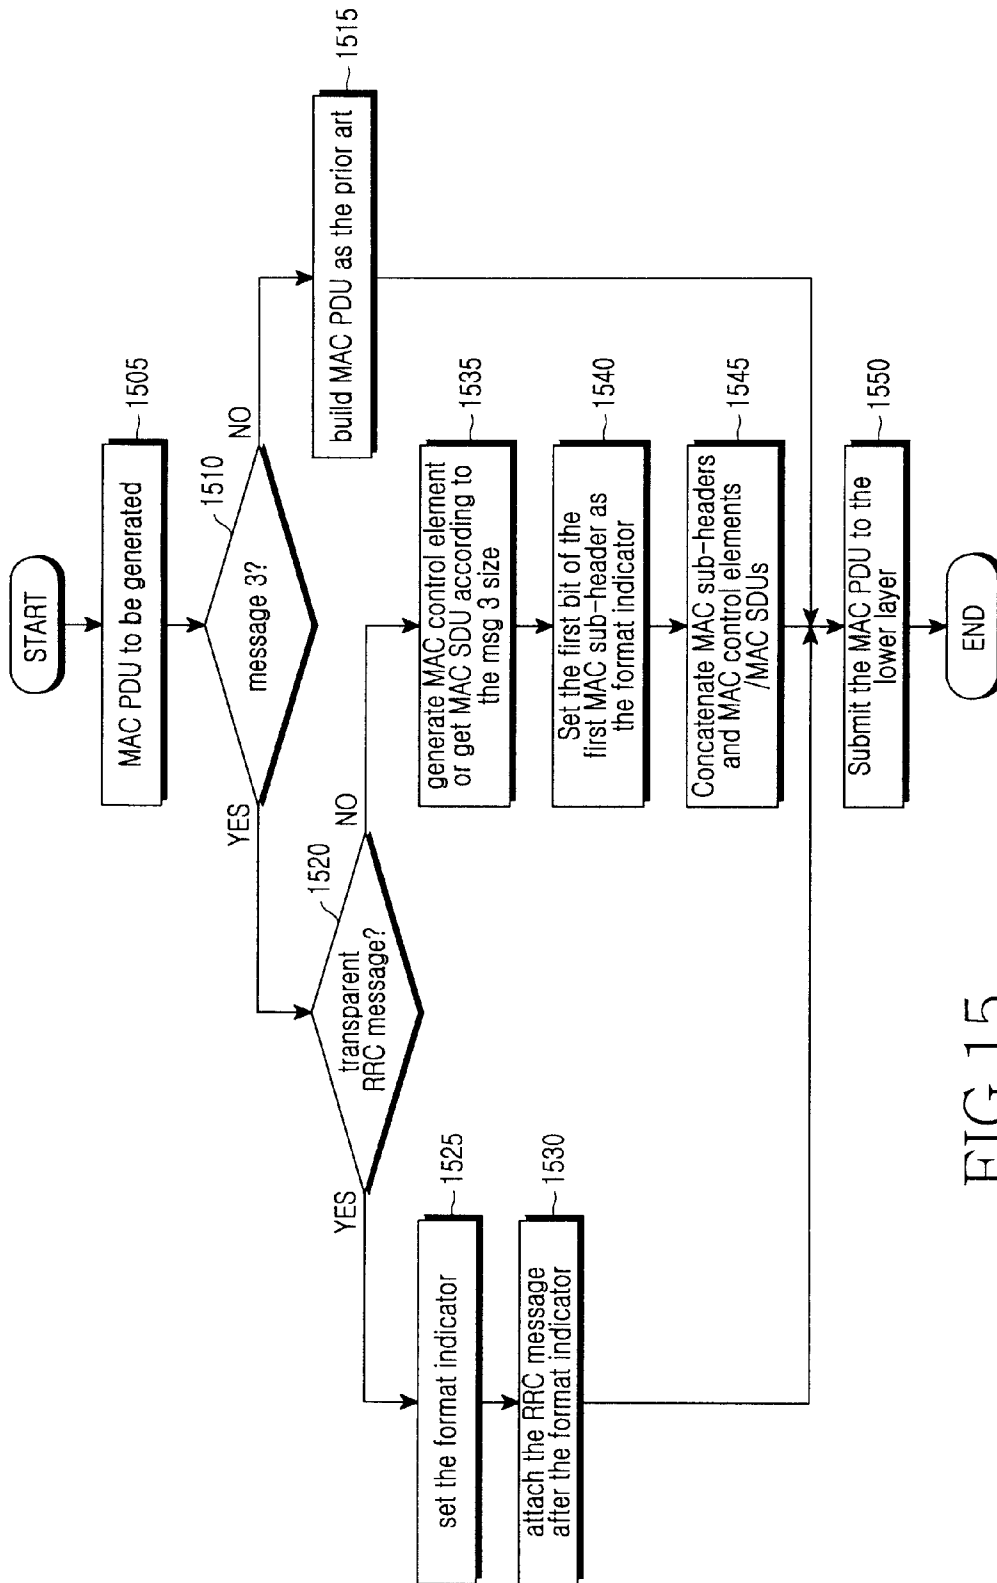 START
MAC PDU to be generated
1505
message 3?
1510
YES
NO
build MAC PDU as the prior art
1515
transparent
RRC message?
1520
YES
NO
set the format indicator
1525
attach the RRC message
after the format indicator
1530
generate MAC control element
or get MAC SDU according to
the msg 3 size
1535
Set the first bit of the
first MAC sub-header as
the format indicator
1540
Concatenate MAC sub-headers
and MAC control elements
/MAC SDUs
1545
Submit the MAC PDU to the
lower layer
1550
END
FIG.15